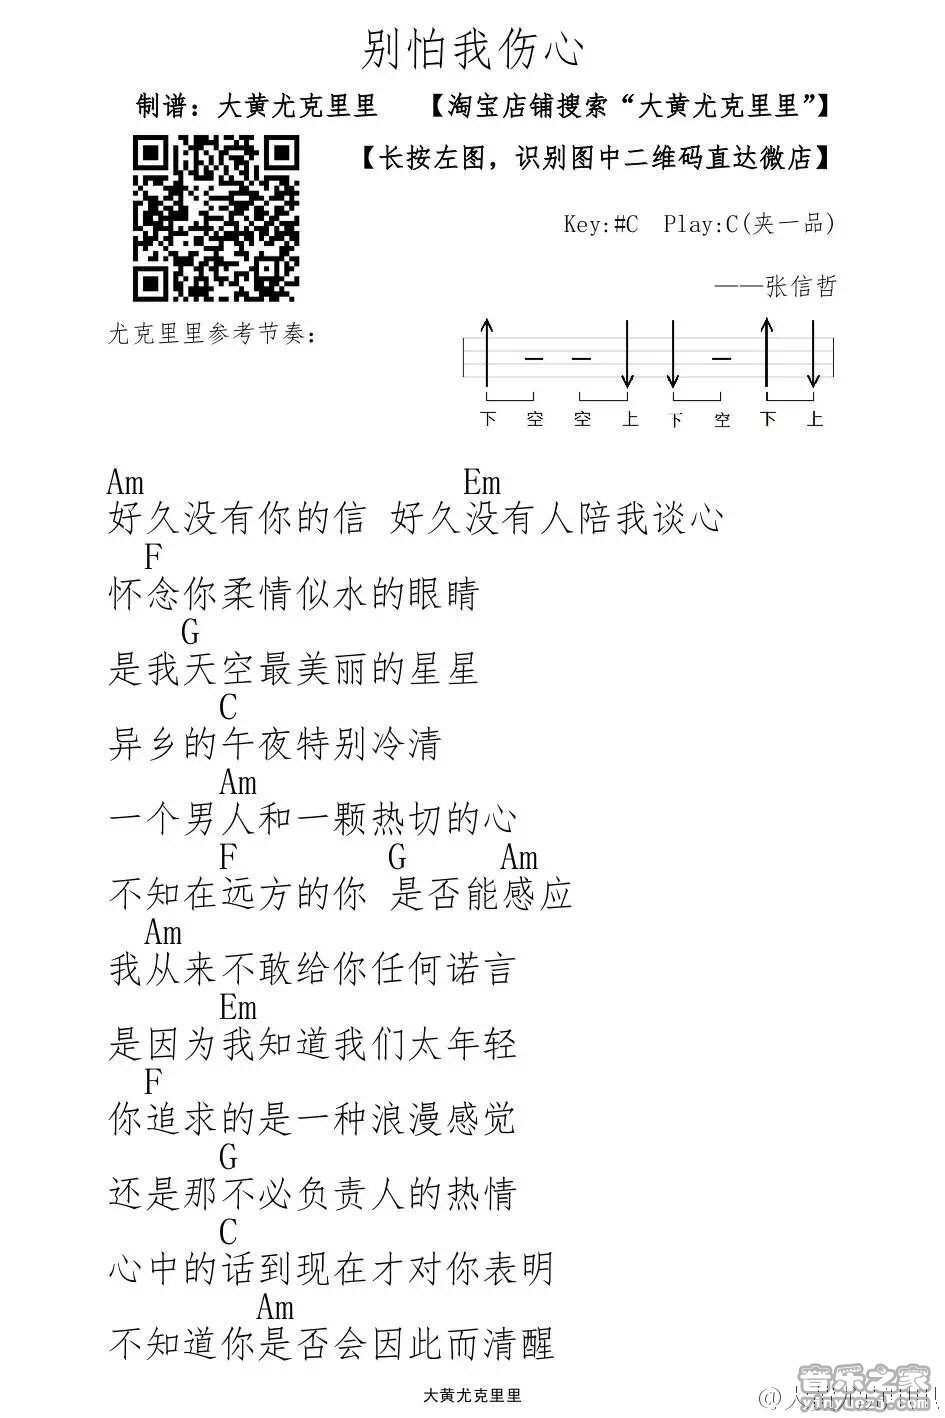 别怕我伤心
制谱：大黄尤克里里 【淘宝店铺搜索“大黄尤克里里”】
【长按左图，识别图中二维码直达微店】
Key:#C Play:C(夹一品)
——张信哲
尤克里里参考节奏：
下 空 空 上 下 空 下 上
Am Em
好久没有你的信 好久没有人陪我谈心
F
怀念你柔情似水的眼睛
G
是我天空最美丽的星星
C
异乡的午夜特别冷清
Am
一个男人和一颗热切的心
F G Am
不知在远方的你 是否能感应
Am
我从来不敢给你任何诺言
Em
是因为我知道我们太年轻
F
你追求的是一种浪漫感觉
G
还是那不必负责人的热情
C
心中的话到现在才对你表明
Am
不知道你是否会因此而清醒
大黄尤克里里
音乐之家
yinyuezj.com